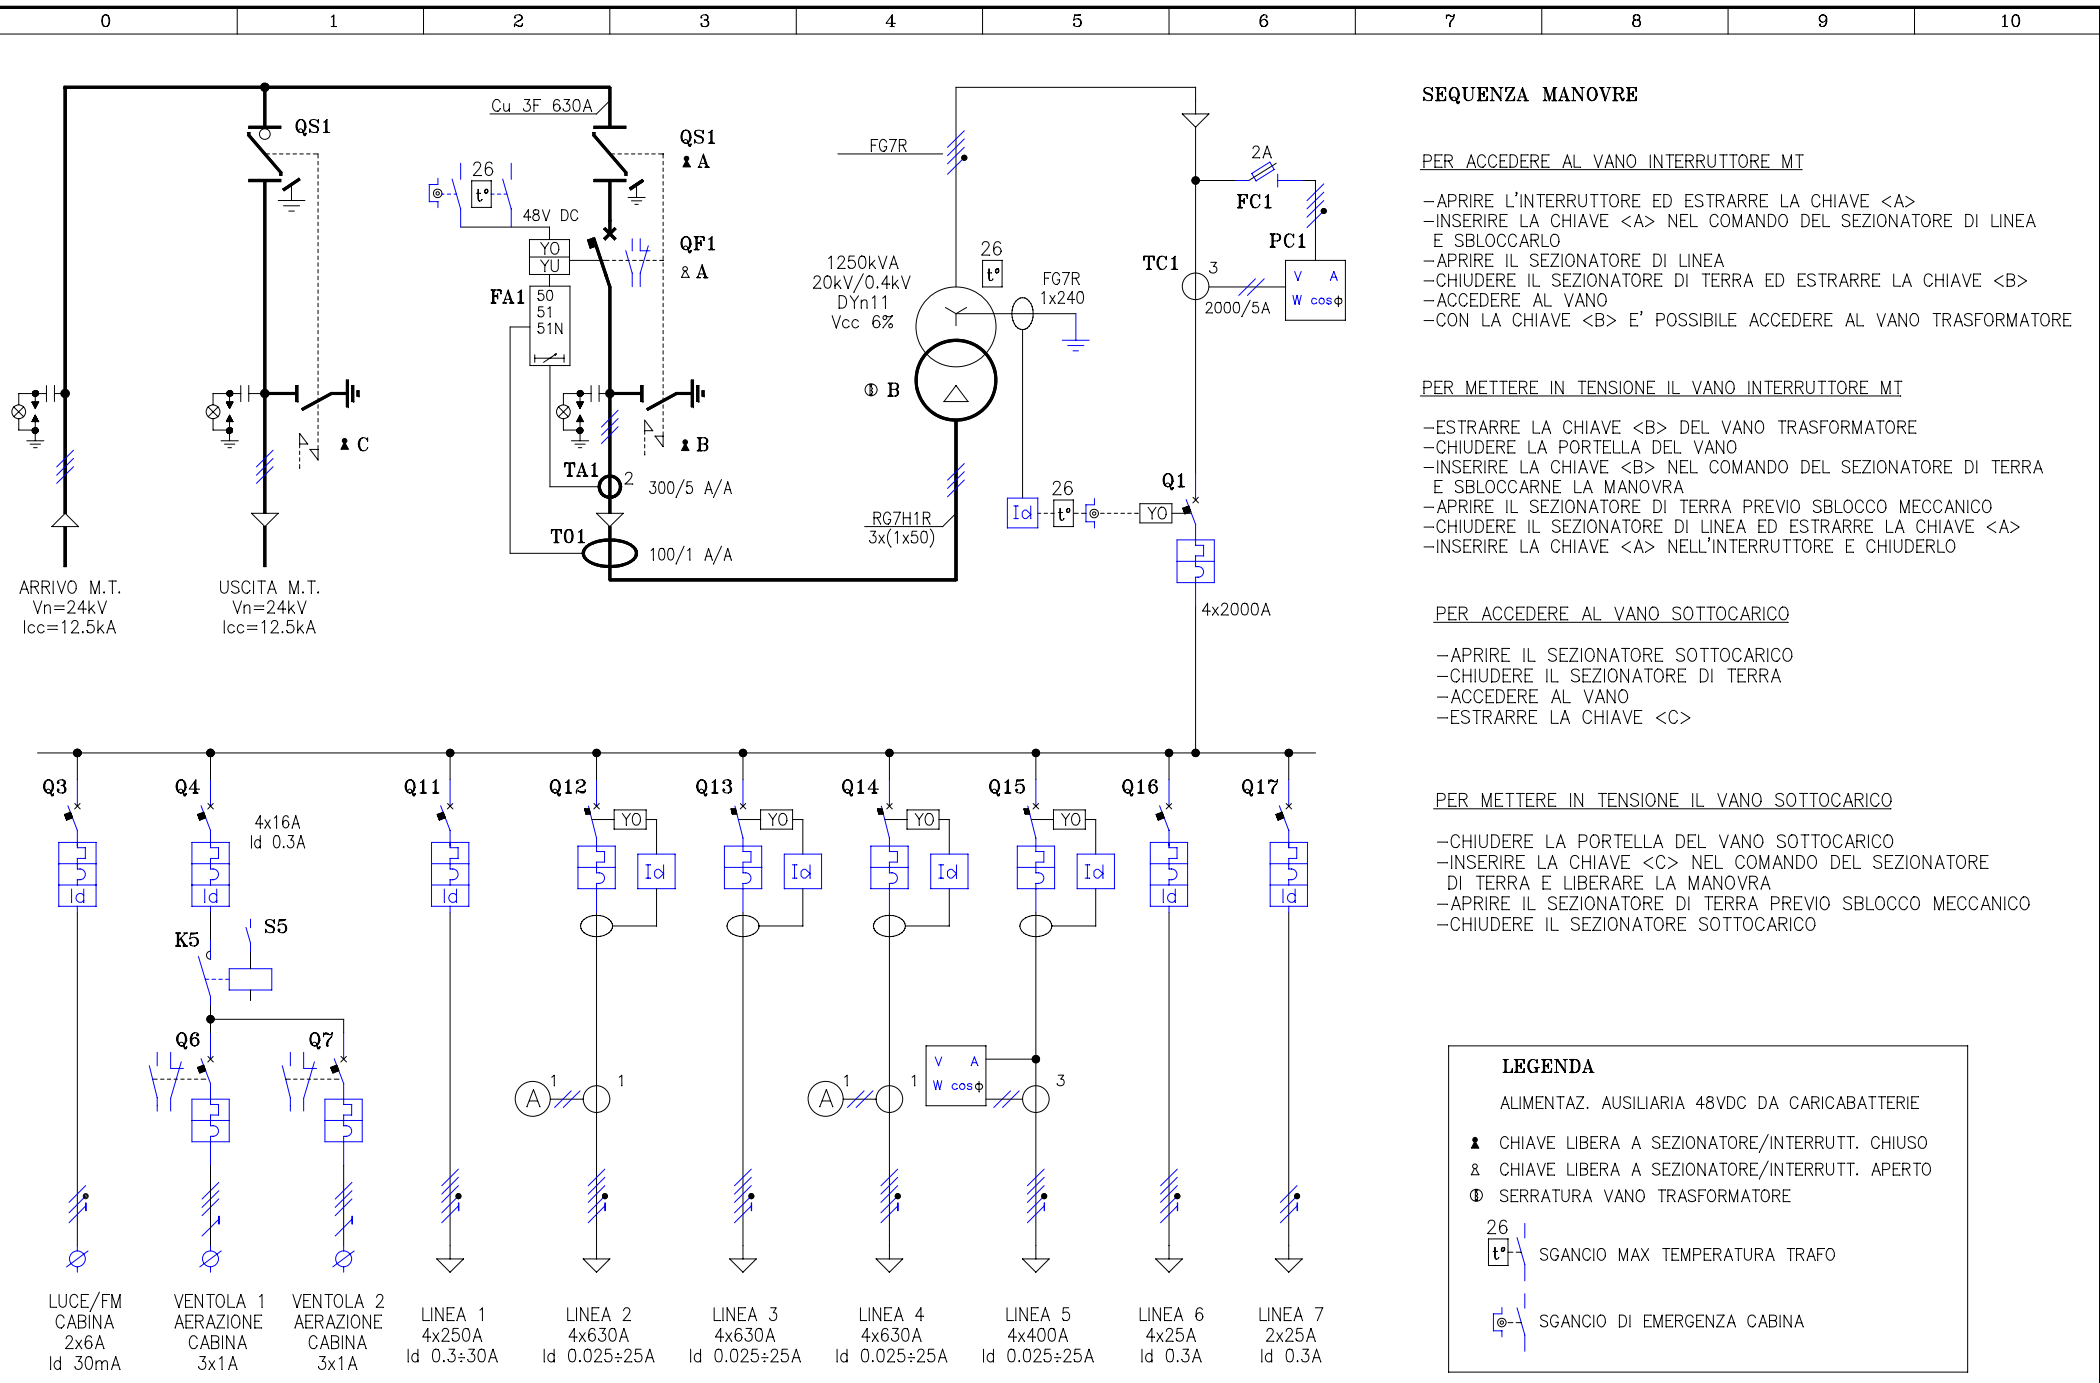 0 1 2 3 4 5 6 7 8 9 10
Cu 3F 630A
QS1
QS1
A
26
t°
48V DC
YO
YU
QF1
A
FA1
50
51
51N
C
B
TA1
2
300/5 A/A
TO1
100/1 A/A
ARRIVO M.T.
Vn=24kV
Icc=12.5kA
USCITA M.T.
Vn=24kV
Icc=12.5kA
FG7R
1250kVA
20kV/0.4kV
DYn11
Vcc 6%
26
t°
FG7R
1x240
B
RG7H1R
3x(1x50)
2A
FC1
PC1
TC1
3
2000/5A
V A
W cosϕ
Id
26
t°
YO
Q1
4x2000A
Q3
Id
Q4
4x16A
Id 0.3A
Id
K5
S5
Q6
Q7
Q11
Id
Q12
YO
Id
A
1
1
Q13
YO
Id
Q14
YO
Id
A
1
1
Q15
YO
Id
V A
W cosϕ
3
Q16
Id
Q17
Id
LUCE/FM
CABINA
2x6A
Id 30mA
VENTOLA 1
AERAZIONE
CABINA
3x1A
VENTOLA 2
AERAZIONE
CABINA
3x1A
LINEA 1
4x250A
Id 0.3÷30A
LINEA 2
4x630A
Id 0.025÷25A
LINEA 3
4x630A
Id 0.025÷25A
LINEA 4
4x630A
Id 0.025÷25A
LINEA 5
4x400A
Id 0.025÷25A
LINEA 6
4x25A
Id 0.3A
LINEA 7
2x25A
Id 0.3A
SEQUENZA MANOVRE
PER ACCEDERE AL VANO INTERRUTTORE MT
-APRIRE L'INTERRUTTORE ED ESTRARRE LA CHIAVE <A>
-INSERIRE LA CHIAVE <A> NEL COMANDO DEL SEZIONATORE DI LINEA
E SBLOCCARLO
-APRIRE IL SEZIONATORE DI LINEA
-CHIUDERE IL SEZIONATORE DI TERRA ED ESTRARRE LA CHIAVE <B>
-ACCEDERE AL VANO
-CON LA CHIAVE <B> E' POSSIBILE ACCEDERE AL VANO TRASFORMATORE
PER METTERE IN TENSIONE IL VANO INTERRUTTORE MT
-ESTRARRE LA CHIAVE <B> DEL VANO TRASFORMATORE
-CHIUDERE LA PORTELLA DEL VANO
-INSERIRE LA CHIAVE <B> NEL COMANDO DEL SEZIONATORE DI TERRA
E SBLOCCARNE LA MANOVRA
-APRIRE IL SEZIONATORE DI TERRA PREVIO SBLOCCO MECCANICO
-CHIUDERE IL SEZIONATORE DI LINEA ED ESTRARRE LA CHIAVE <A>
-INSERIRE LA CHIAVE <A> NELL'INTERRUTTORE E CHIUDERLO
PER ACCEDERE AL VANO SOTTOCARICO
-APRIRE IL SEZIONATORE SOTTOCARICO
-CHIUDERE IL SEZIONATORE DI TERRA
-ACCEDERE AL VANO
-ESTRARRE LA CHIAVE <C>
PER METTERE IN TENSIONE IL VANO SOTTOCARICO
-CHIUDERE LA PORTELLA DEL VANO SOTTOCARICO
-INSERIRE LA CHIAVE <C> NEL COMANDO DEL SEZIONATORE
DI TERRA E LIBERARE LA MANOVRA
-APRIRE IL SEZIONATORE DI TERRA PREVIO SBLOCCO MECCANICO
-CHIUDERE IL SEZIONATORE SOTTOCARICO
LEGENDA
ALIMENTAZ. AUSILIARIA 48VDC DA CARICABATTERIE
CHIAVE LIBERA A SEZIONATORE/INTERRUTT. CHIUSO
CHIAVE LIBERA A SEZIONATORE/INTERRUTT. APERTO
SERRATURA VANO TRASFORMATORE
26
t° SGANCIO MAX TEMPERATURA TRAFO
SGANCIO DI EMERGENZA CABINA